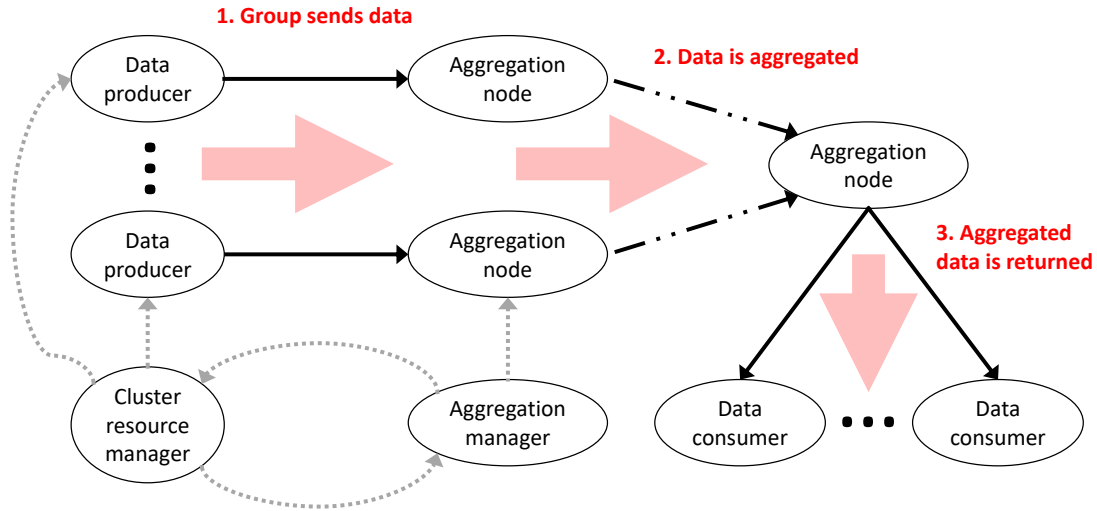 1. Group sends data
Data
producer
Aggregation
node
2. Data is aggregated
Aggregation
node
Data
producer
Aggregation
node
3. Aggregated
data is returned
Cluster
resource
manager
Aggregation
manager
Data
consumer
Data
consumer